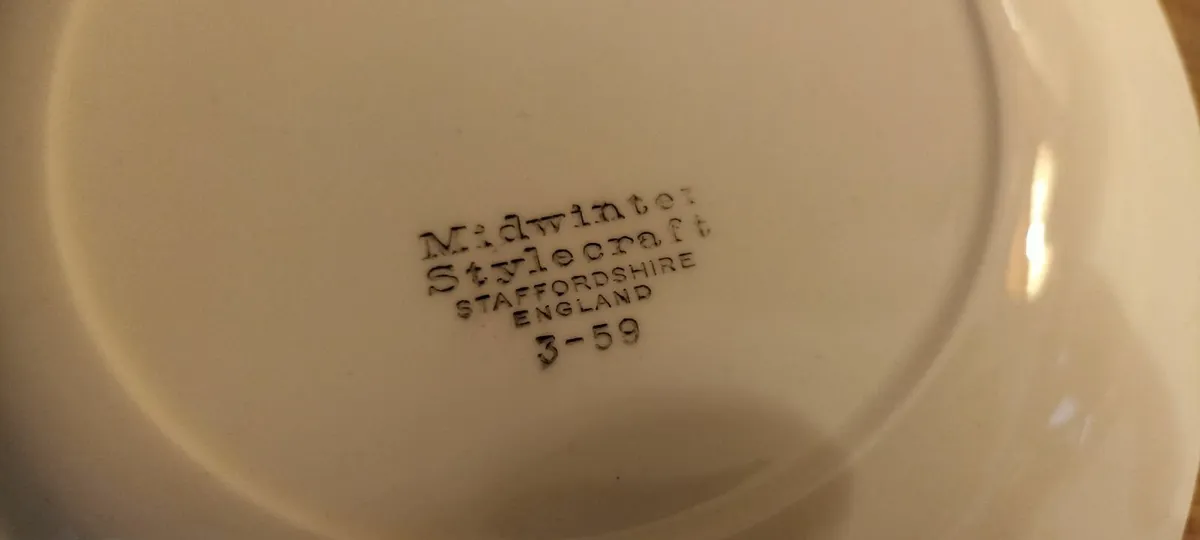 Midwinter
Stylecraft
STAFFORDSHIRE
ENGLAND
3-59